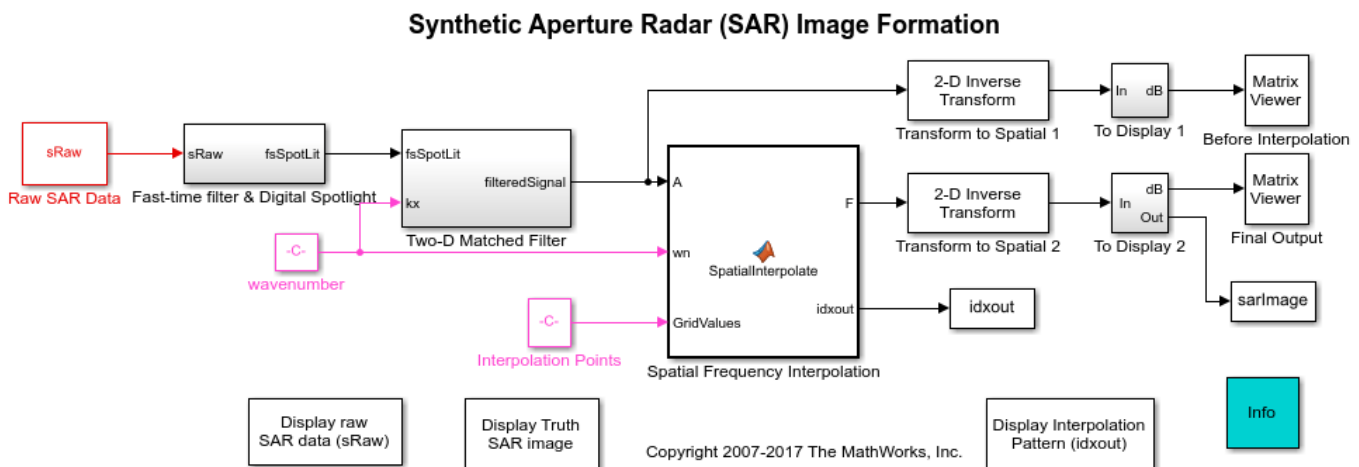 Synthetic Aperture Radar (SAR) Image Formation
sRaw
Raw SAR Data
sRaw
fsSpotLit
Fast-time filter & Digital Spotlight
fsSpotLit
kx
filteredSignal
Two-D Matched Filter
-C-
wavenumber
-C-
Interpolation Points
A
wn
GridValues
SpatialInterpolate
F
idxout
Spatial Frequency Interpolation
2-D Inverse
Transform
Transform to Spatial 1
In
dB
To Display 1
Matrix
Viewer
Before Interpolation
2-D Inverse
Transform
Transform to Spatial 2
In
dB
Out
To Display 2
Matrix
Viewer
Final Output
idxout
sarImage
Display raw
SAR data (sRaw)
Display Truth
SAR image
Copyright 2007-2017 The MathWorks, Inc.
Display Interpolation
Pattern (idxout)
Info